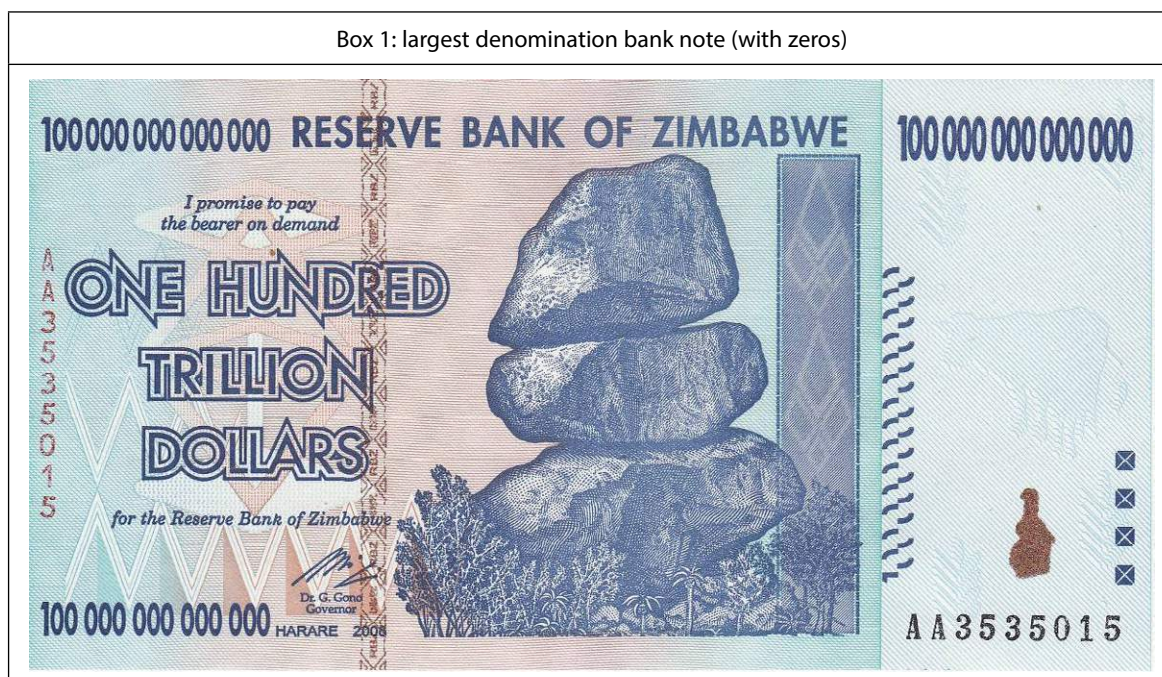 Box 1: largest denomination bank note (with zeros)
100 000 000 000 000 RESERVE BANK OF ZIMBABWE 100 000 000 000 000
I promise to pay
the bearer on demand
ONE HUNDRED
TRILLION
DOLLARS
for the Reserve Bank of Zimbabwe
Dr. G. Gono
Governor
100 000 000 000 000 HARARE 2008
AA3535015
AA3535015
RBZ